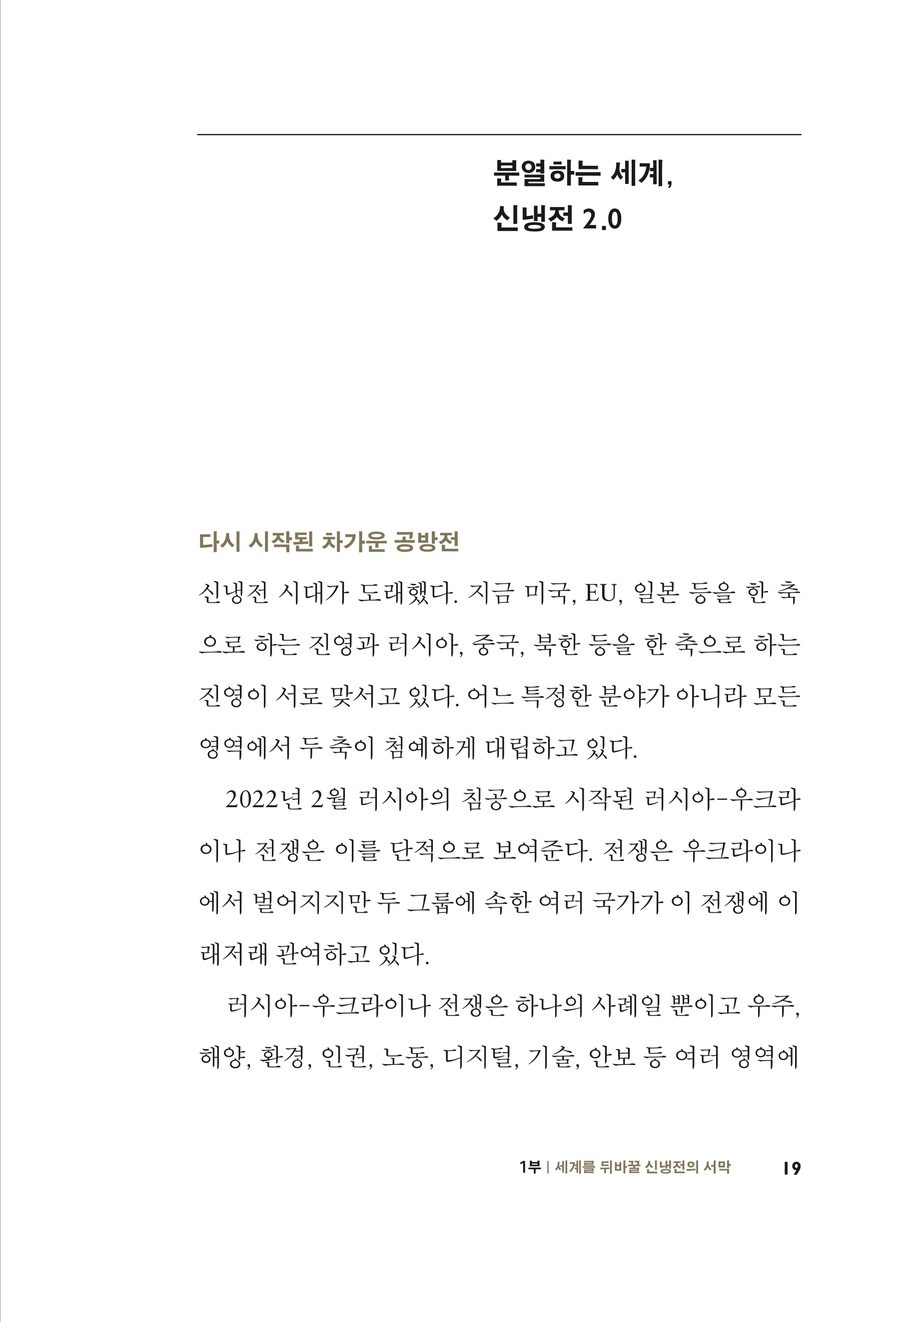 분열하는 세계,
신냉전 2.0
다시 시작된 차가운 공방전
신냉전 시대가 도래했다. 지금 미국, EU, 일본 등을 한 축
으로 하는 진영과 러시아, 중국, 북한 등을 한 축으로 하는
진영이 서로 맞서고 있다. 어느 특정한 분야가 아니라 모든
영역에서 두 축이 첨예하게 대립하고 있다.
2022년 2월 러시아의 침공으로 시작된 러시아-우크라
이나 전쟁은 이를 단적으로 보여준다. 전쟁은 우크라이나
에서 벌어지지만 두 그룹에 속한 여러 국가가 이 전쟁에 이
래저래 관여하고 있다.
러시아-우크라이나 전쟁은 하나의 사례일 뿐이고 우주,
해양, 환경, 인권, 노동, 디지털, 기술, 안보 등 여러 영역에
1부 | 세계를 뒤바꿀 신냉전의 서막 19